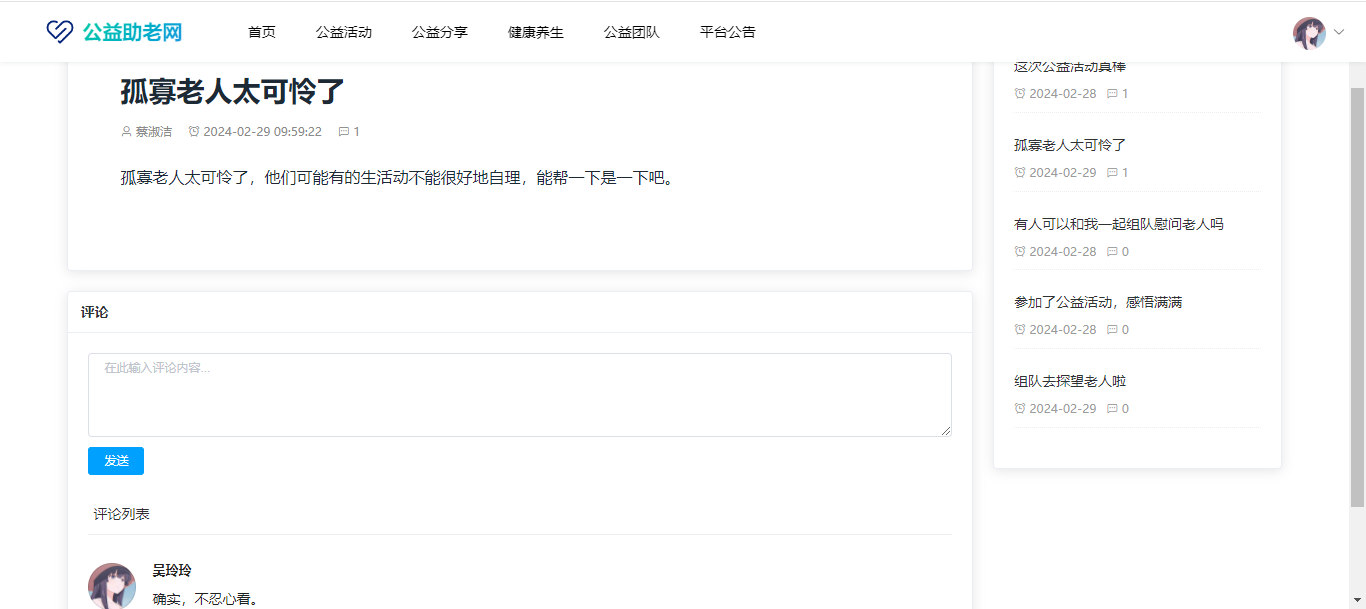 公益助老网
首页 公益活动 公益分享 健康养生 公益团队 平台公告
孤寡老人太可怜了
蔡淑洁 2024-02-29 09:59:22 1
孤寡老人太可怜了，他们可能有的生活动不能很好地自理，能帮一下是一下吧。
评论
在此输入评论内容...
发送
评论列表
吴玲玲
确实，不忍心看。
这次公益活动真棒
2024-02-28 1
孤寡老人太可怜了
2024-02-29 1
有人可以和我一起组队慰问老人吗
2024-02-28 0
参加了公益活动，感悟满满
2024-02-28 0
组队去探望老人啦
2024-02-29 0